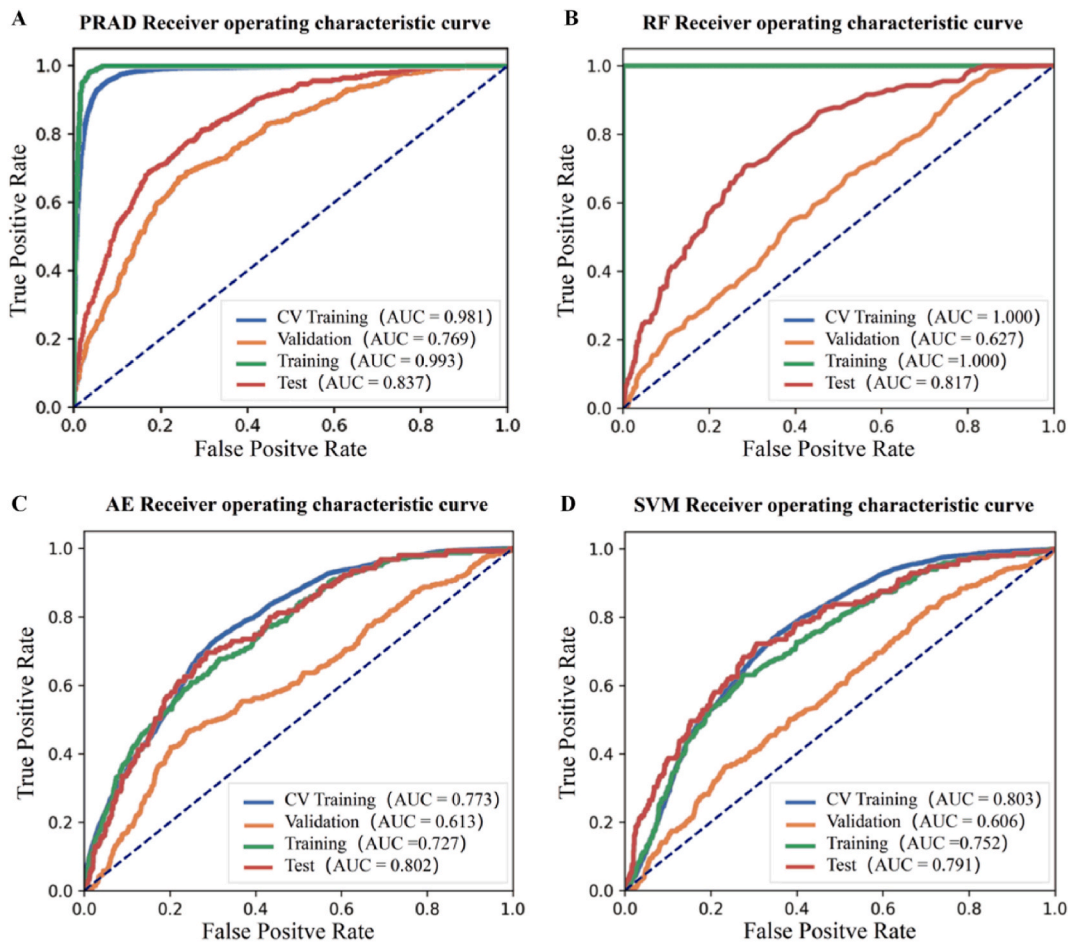 A PRAD Receiver operating characteristic curve
True Positive Rate
1.0
0.8
0.6
0.4
0.2
0.0
CV Training (AUC = 0.981)
Validation (AUC = 0.769)
Training (AUC = 0.993)
Test (AUC = 0.837)
0.0 0.2 0.4 0.6 0.8 1.0
False Positve Rate
B RF Receiver operating characteristic curve
True Positive Rate
1.0
0.8
0.6
0.4
0.2
0.0
CV Training (AUC = 1.000)
Validation (AUC = 0.627)
Training (AUC =1.000)
Test (AUC = 0.817)
0.0 0.2 0.4 0.6 0.8 1.0
False Positve Rate
C AE Receiver operating characteristic curve
True Positive Rate
1.0
0.8
0.6
0.4
0.2
0.0
CV Training (AUC = 0.773)
Validation (AUC = 0.613)
Training (AUC = 0.727)
Test (AUC = 0.802)
0.0 0.2 0.4 0.6 0.8 1.0
False Positive Rate
D SVM Receiver operating characteristic curve
True Positive Rate
1.0
0.8
0.6
0.4
0.2
0.0
CV Training (AUC = 0.803)
Validation (AUC = 0.606)
Training (AUC =0.752)
Test (AUC = 0.791)
0.0 0.2 0.4 0.6 0.8 1.0
False Positive Rate